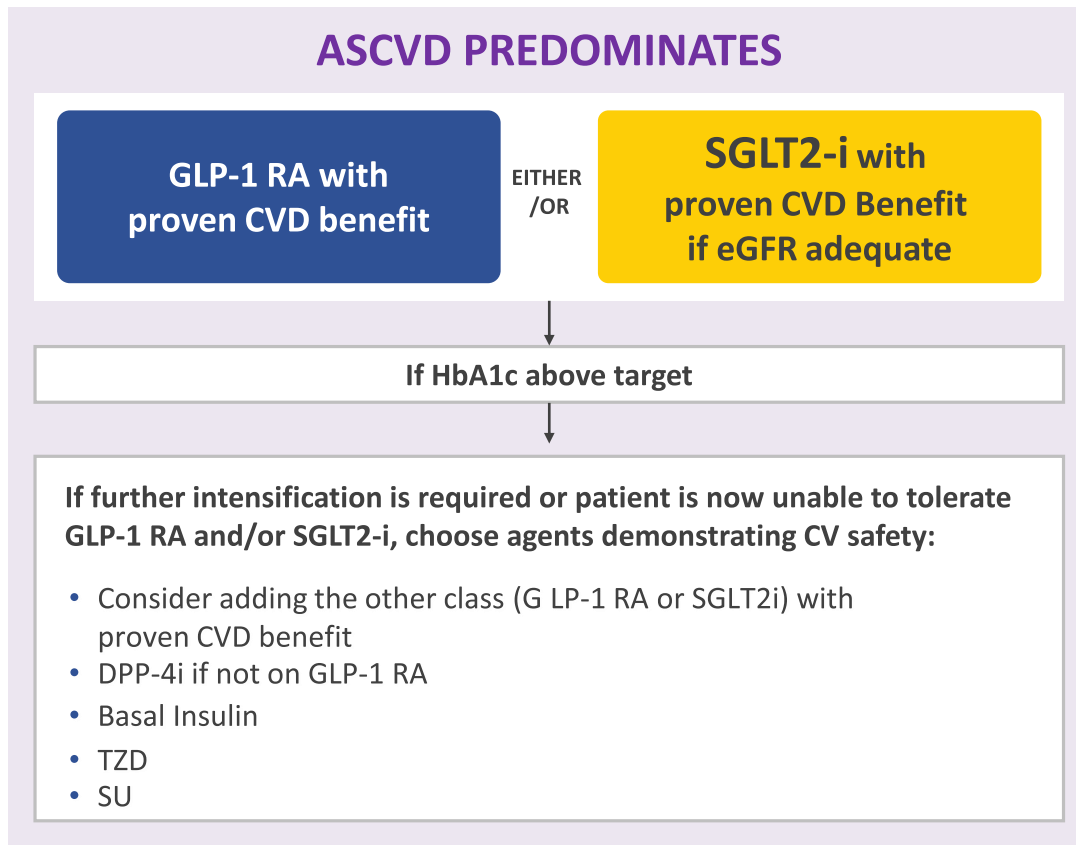 ASCVD PREDOMINATES
GLP-1 RA with
proven CVD benefit
EITHER
/OR
SGLT2-i with
proven CVD Benefit
if eGFR adequate
If HbA1c above target
If further intensification is required or patient is now unable to tolerate
GLP-1 RA and/or SGLT2-i, choose agents demonstrating CV safety:
• Consider adding the other class (G LP-1 RA or SGLT2i) with
proven CVD benefit
• DPP-4i if not on GLP-1 RA
• Basal Insulin
• TZD
• SU